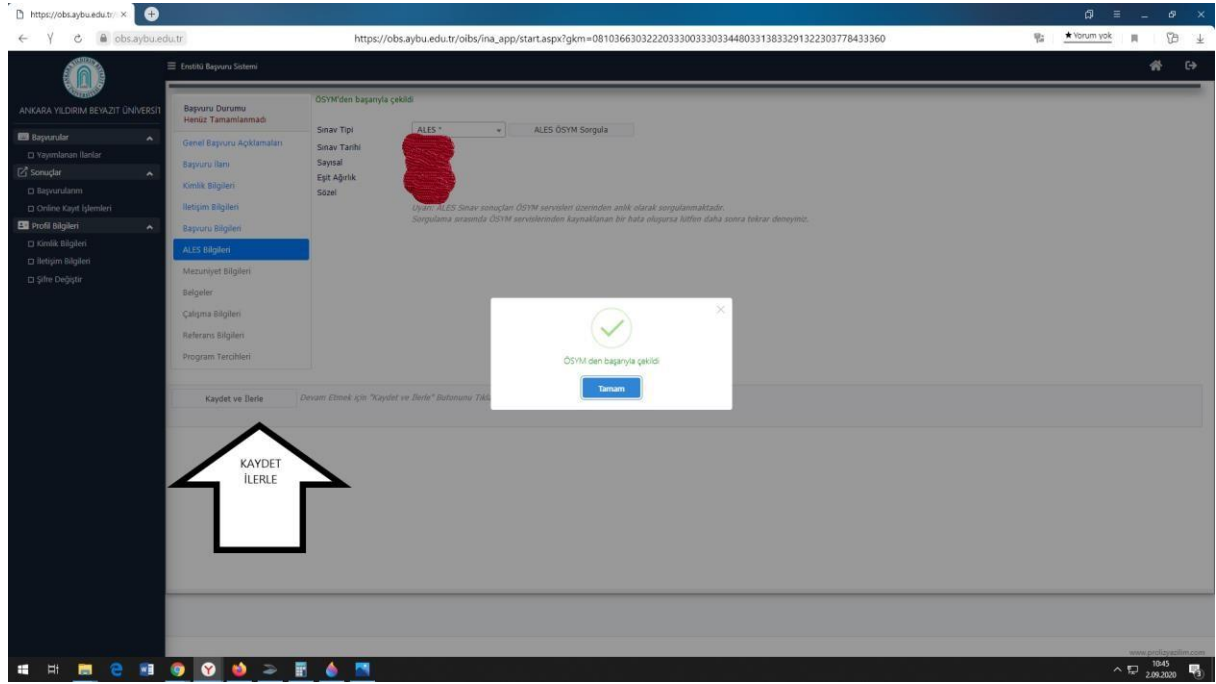 https://obs.aybu.edu.tr/oi
obs.aybu.edu.tr
https://obs.aybu.edu.tr/oibs/ina_app/start.aspx?gkm=
Yorum yok
Enstitü Başvuru Sistemi
ANKARA YILDIRIM BEYAZIT ÜNİVERSİT
Başvurular
Yayımlanan İlanlar
Sonuçlar
Başvurularım
Online Kayıt İşlemleri
Profil Bilgileri
Kimlik Bilgileri
İletişim Bilgileri
Şifre Değiştir
Başvuru Durumu
Henüz Tamamlanmadı
Genel Başvuru Açıklamaları
Başvuru İlanı
Kimlik Bilgileri
İletişim Bilgileri
Başvuru Bilgileri
ALES Bilgileri
Mezuniyet Bilgileri
Belgeler
Çalışma Bilgileri
Referans Bilgileri
Program Tercihleri
ÖSYM'den başarıyla çekildi
Sınav Tipi ALES * ALES ÖSYM Sorgula
Sınav Tarihi
Sayısal
Eşit Ağırlık
Sözel
Uyarı: ALES Sınav sonuçları ÖSYM servisleri üzerinden anlık olarak sorgulanmaktadır.
Sorgulama sırasında ÖSYM servislerinden kaynaklanan bir hata oluşursa lütfen daha sonra tekrar deneyiniz.
ÖSYM den başarıyla çekildi
Tamam
Kaydet ve İlerle Devam Etmek için "Kaydet ve İlerle" Butonunu Tıkl
KAYDET
İLERLE
www.prolizyazilim.com
10:45
2.09.2020